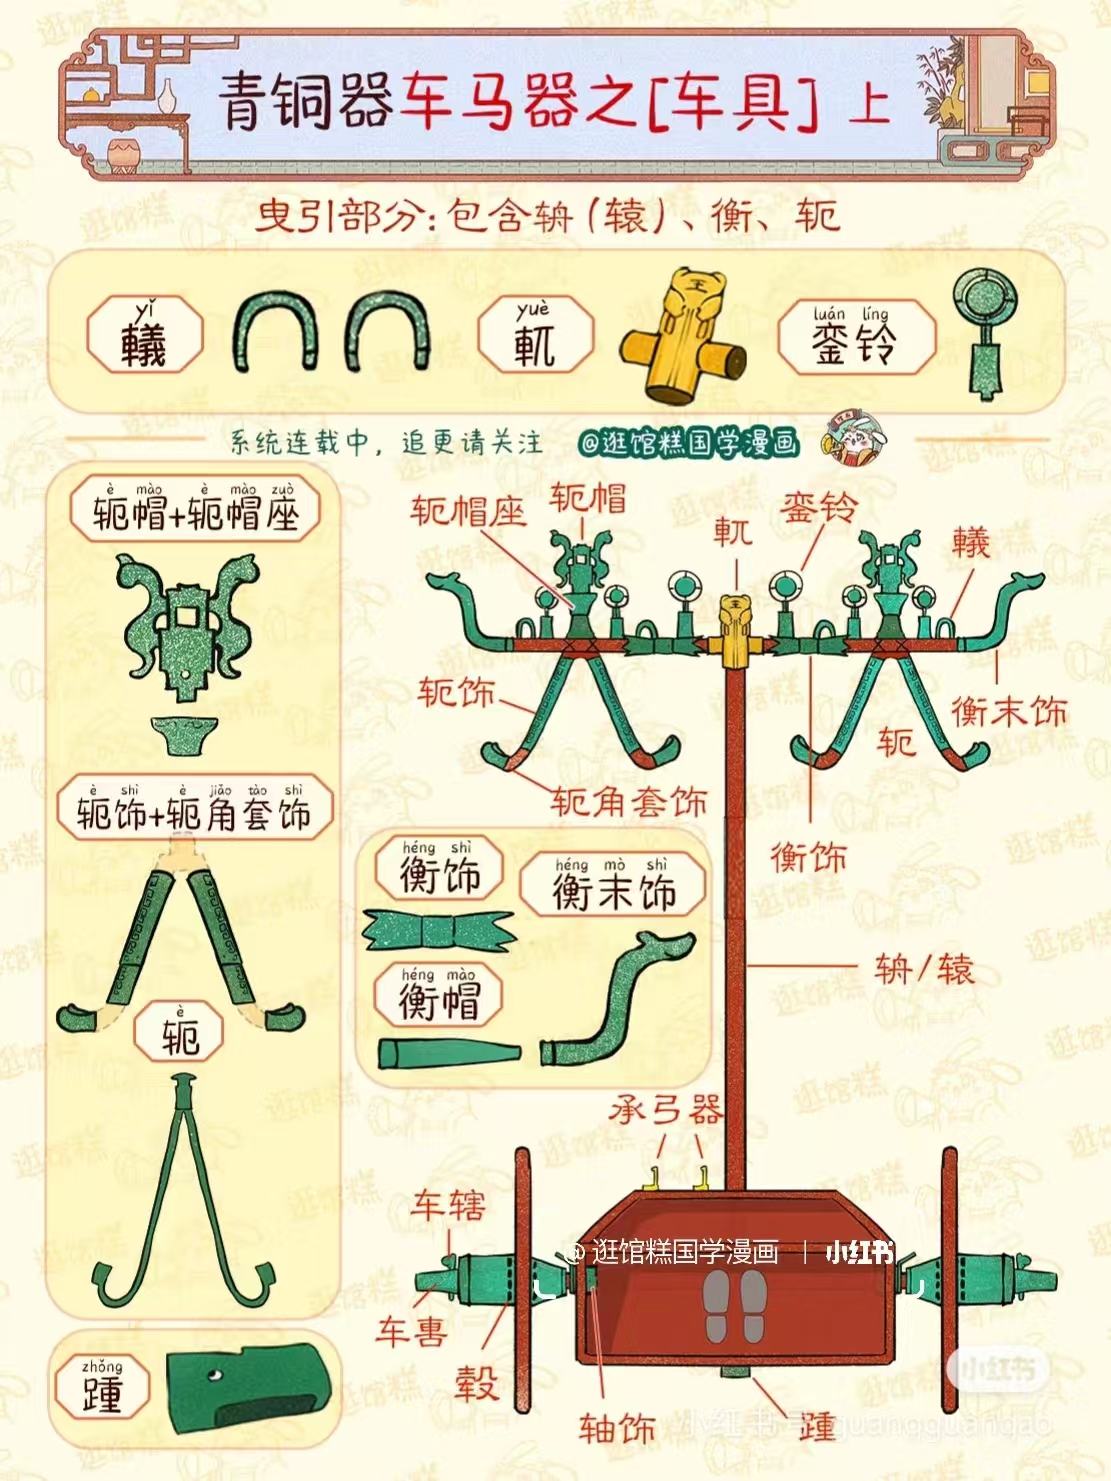 青铜器车马器之[车具]上
曳引部分:包含辀(辕)、衡、轭
yǐ
轙
yuè
軏
luán líng
銮铃
系统连载中，追更请关注 @逛馆糕国学漫画
è mào è mào zuò
轭帽+轭帽座
轭帽座
轭帽
軏
銮铃
轙
轭饰
轭
衡末饰
轭角套饰
衡饰
è shì è jiǎo tào shì
轭饰+轭角套饰
héng shì
衡饰
héng mò shì
衡末饰
héng mào
衡帽
辀/辕
è
轭
承弓器
车辖
@逛馆糕国学漫画 | 小红书
车軎
毂
轴饰
踵
zhǒng
踵
小红书
小红书号:guangguangao